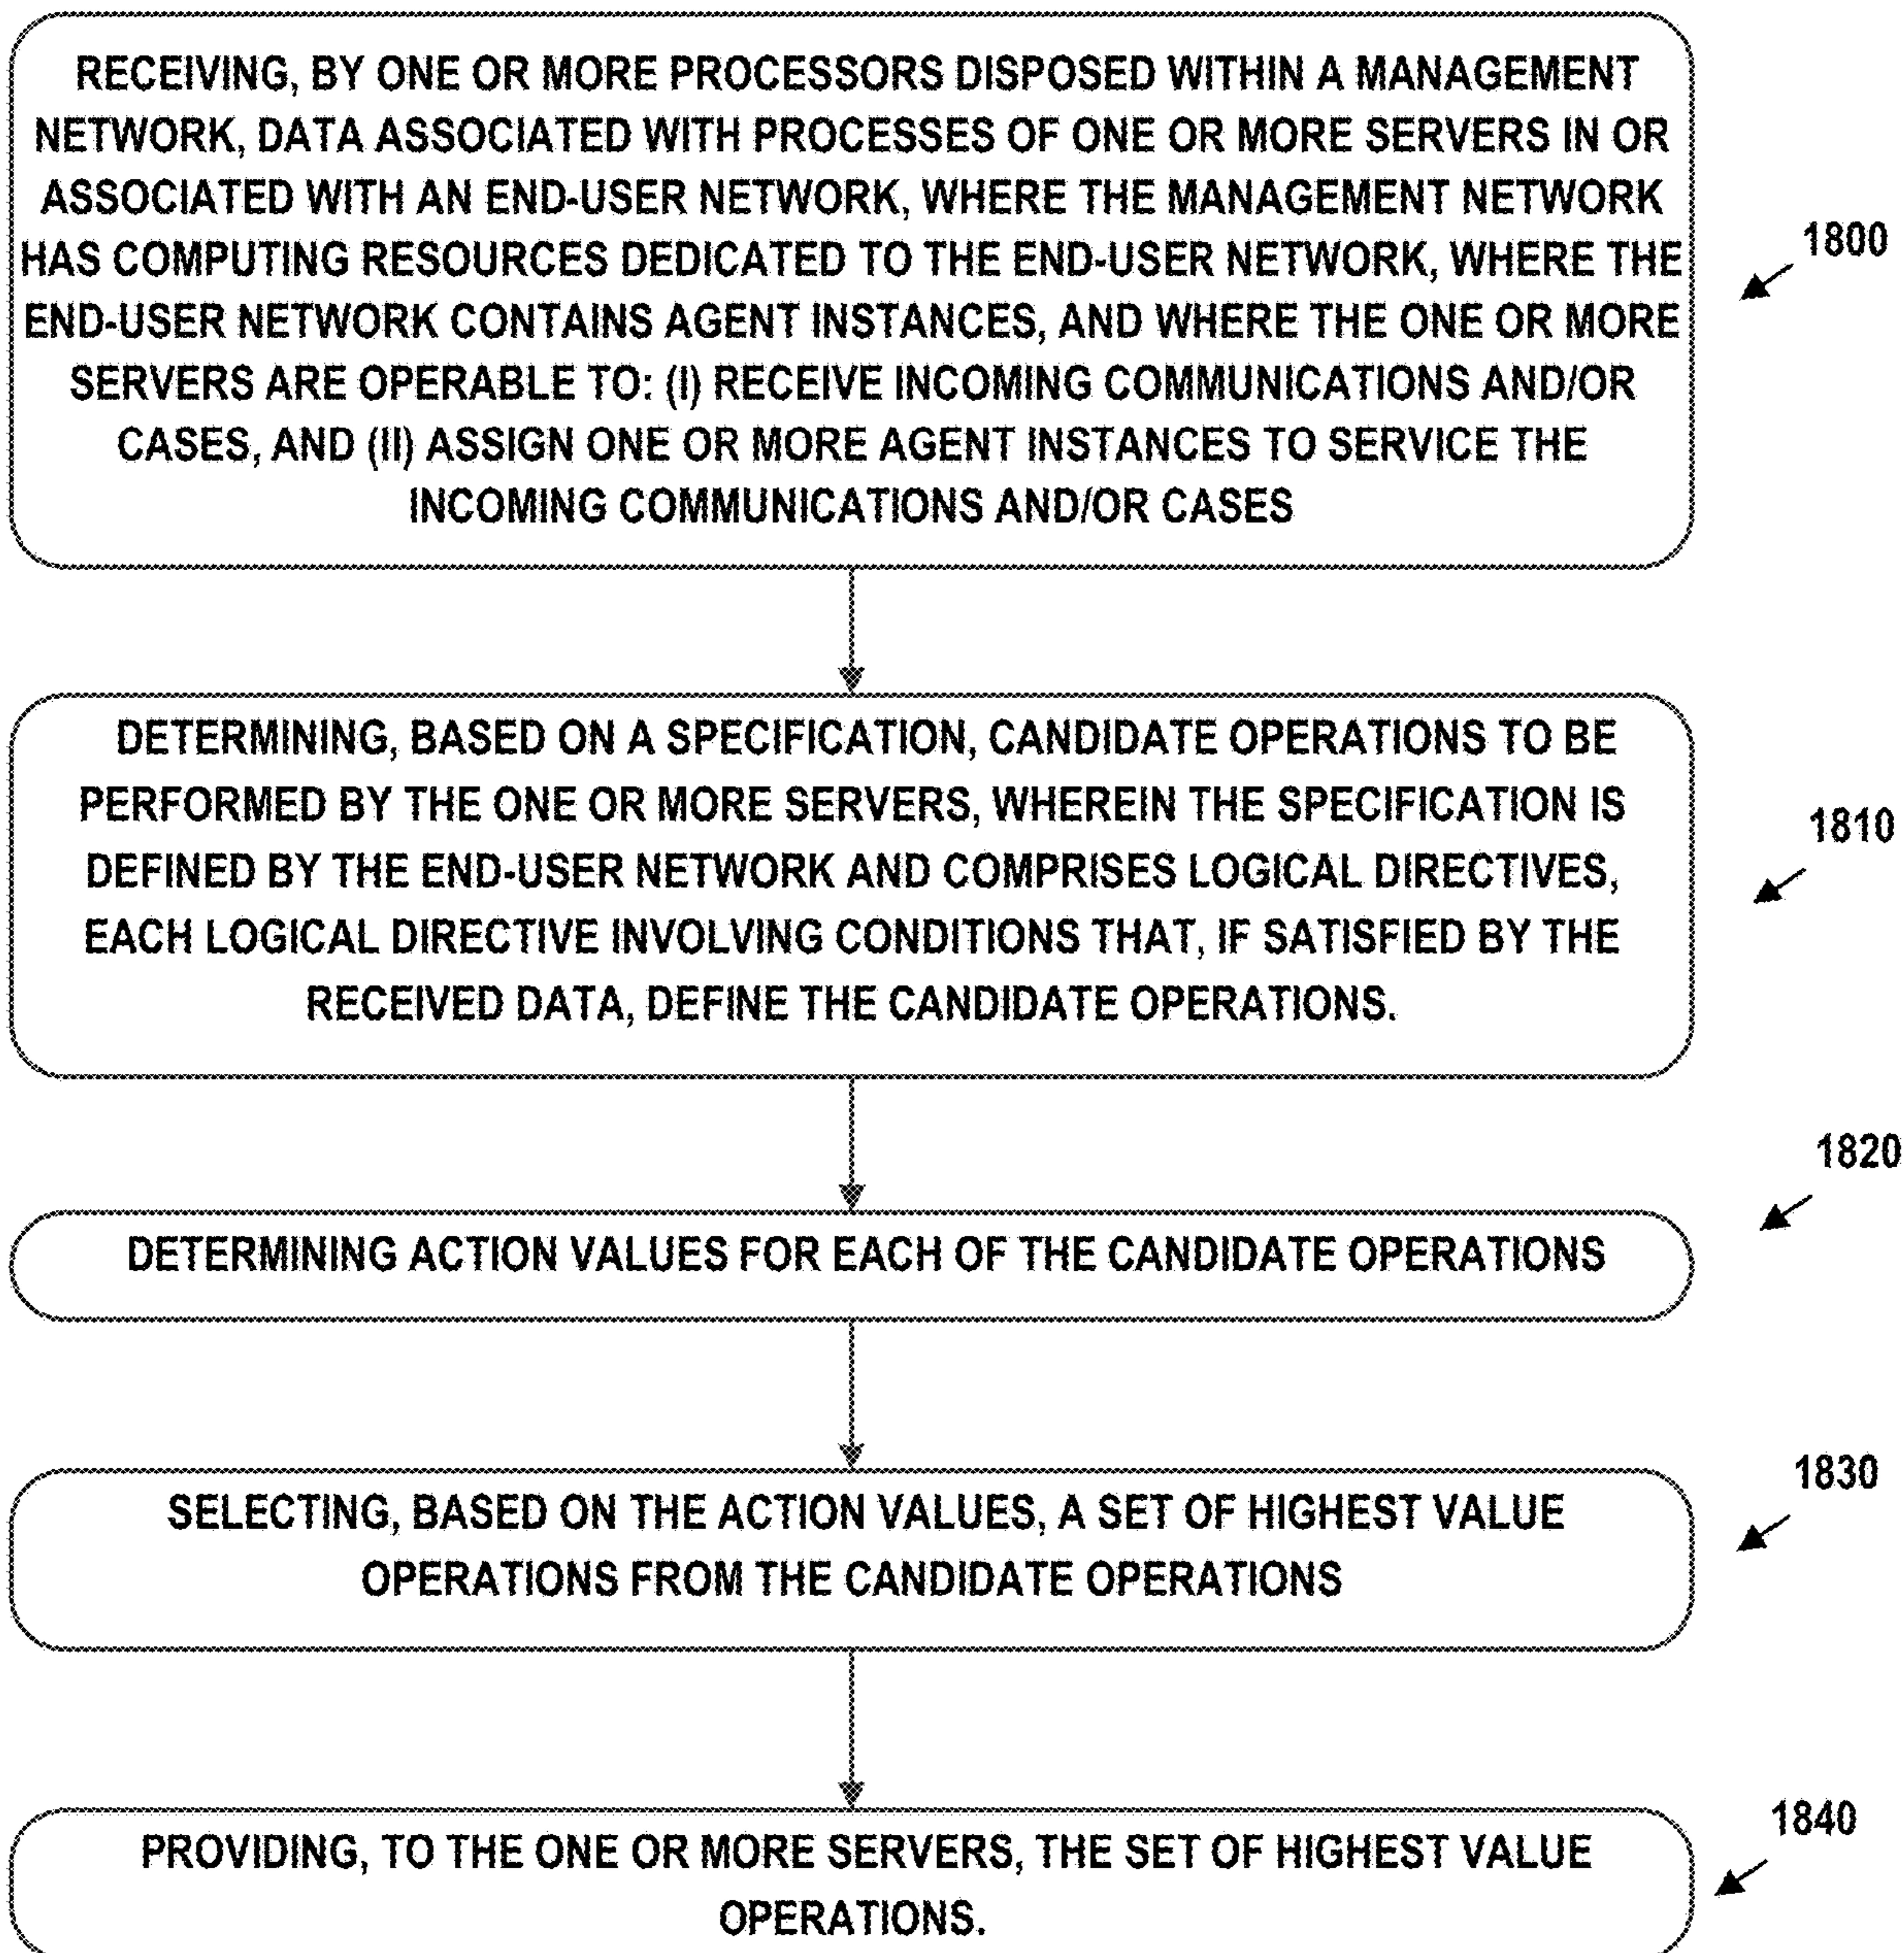 RECEIVING, BY ONE OR MORE PROCESSORS DISPOSED WITHIN A MANAGEMENT
NETWORK, DATA ASSOCIATED WITH PROCESSES OF ONE OR MORE SERVERS IN OR
ASSOCIATED WITH AN END-USER NETWORK, WHERE THE MANAGEMENT NETWORK
HAS COMPUTING RESOURCES DEDICATED TO THE END-USER NETWORK, WHERE THE
END-USER NETWORK CONTAINS AGENT INSTANCES, AND WHERE THE ONE OR MORE
SERVERS ARE OPERABLE TO: (I) RECEIVE INCOMING COMMUNICATIONS AND/OR
CASES, AND (II) ASSIGN ONE OR MORE AGENT INSTANCES TO SERVICE THE
INCOMING COMMUNICATIONS AND/OR CASES
1800
DETERMINING, BASED ON A SPECIFICATION, CANDIDATE OPERATIONS TO BE
PERFORMED BY THE ONE OR MORE SERVERS, WHEREIN THE SPECIFICATION IS
DEFINED BY THE END-USER NETWORK AND COMPRISES LOGICAL DIRECTIVES,
EACH LOGICAL DIRECTIVE INVOLVING CONDITIONS THAT, IF SATISFIED BY THE
RECEIVED DATA, DEFINE THE CANDIDATE OPERATIONS.
1810
DETERMINING ACTION VALUES FOR EACH OF THE CANDIDATE OPERATIONS
1820
SELECTING, BASED ON THE ACTION VALUES, A SET OF HIGHEST VALUE
OPERATIONS FROM THE CANDIDATE OPERATIONS
1830
PROVIDING, TO THE ONE OR MORE SERVERS, THE SET OF HIGHEST VALUE
OPERATIONS.
1840